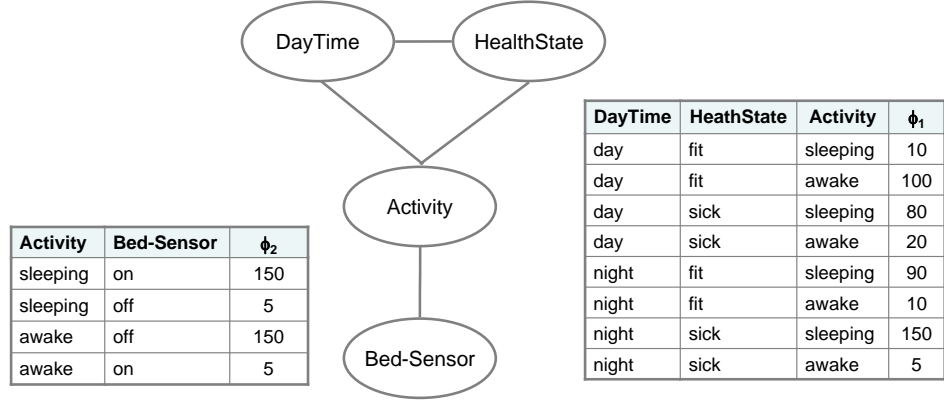 DayTime
HealthState
Activity
Bed-Sensor
DayTime HeathState Activity ϕ1
day fit sleeping 10
day fit awake 100
day sick sleeping 80
day sick awake 20
night fit sleeping 90
night fit awake 10
night sick sleeping 150
night sick awake 5
Activity Bed-Sensor ϕ2
sleeping on 150
sleeping off 5
awake off 150
awake on 5